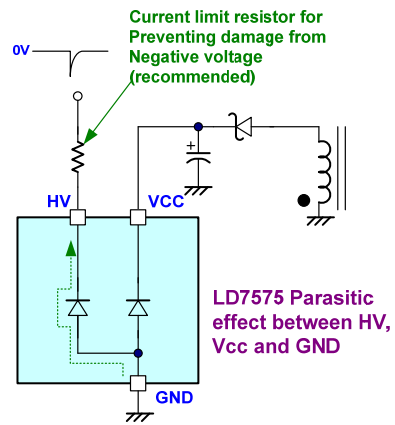 Current limit resistor for
Preventing damage from
Negative voltage
(recommended)
0V
+
HV
VCC
LD7575 Parasitic
effect between HV,
Vcc and GND
GND